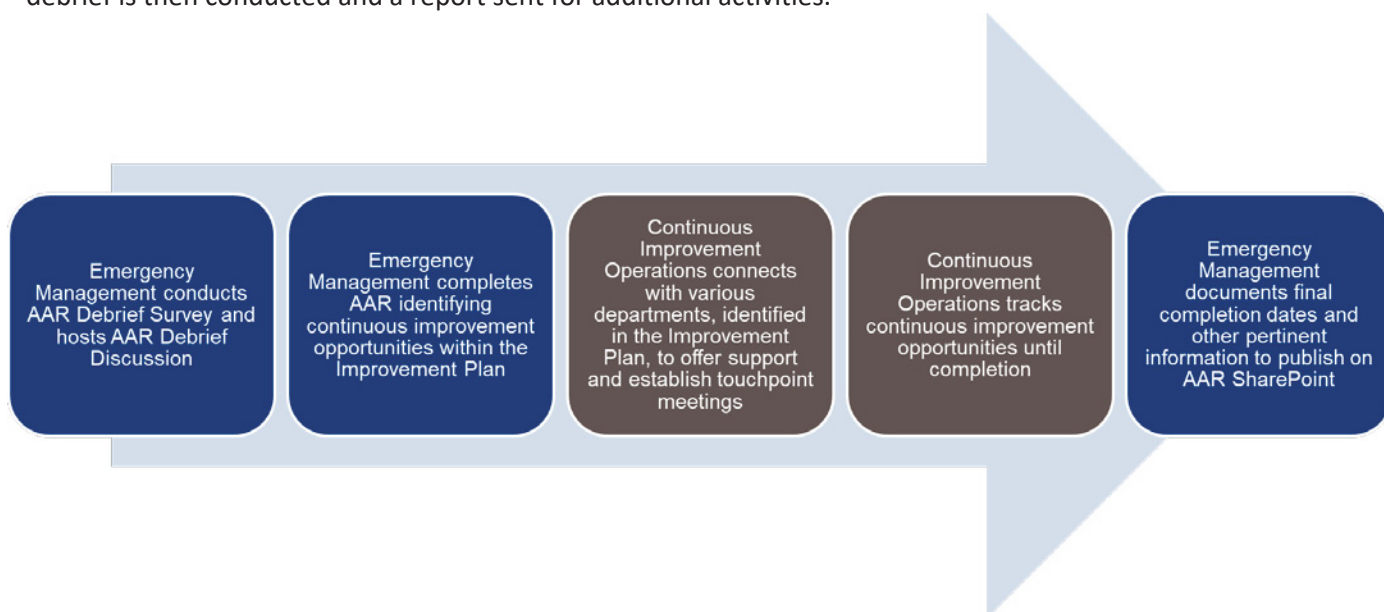 debrief is then conducted and a report sent for additional activities.
Emergency
Management conducts
AAR Debrief Survey and
hosts AAR Debrief
Discussion
Emergency
Management completes
AAR identifying
continuous improvement
opportunities within the
Improvement Plan
Continuous
Improvement
Operations connects
with various
departments, identified
in the Improvement
Plan, to offer support
and establish touchpoint
meetings
Continuous
Improvement
Operations tracks
continuous improvement
opportunities until
completion
Emergency
Management
documents final
completion dates and
other pertinent
information to publish on
AAR SharePoint